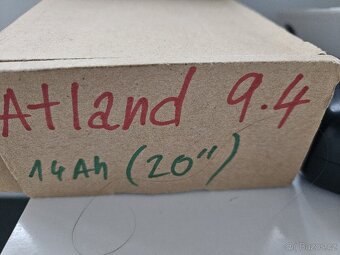 Atland 9.4
14Ah (20")